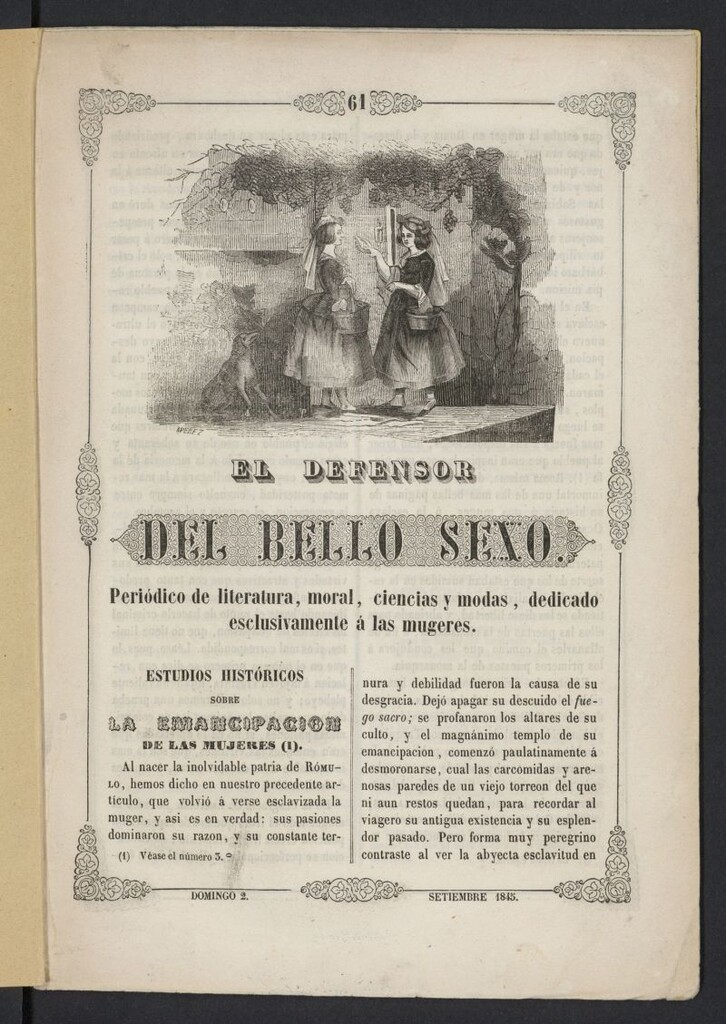 61
EL DEFENSOR
DEL BELLO SEXO.
Periódico de literatura, moral, ciencias y modas, dedicado
esclusivamente á las mugeres.
ESTUDIOS HISTÓRICOS
SOBRE
LA EMANCIPACION
DE LAS MUJERES (1).
Al nacer la inolvidable patria de RÓMU-
LO, hemos dicho en nuestro precedente ar-
tículo, que volvió á verse esclavizada la
muger, y asi es en verdad: sus pasiones
dominaron su razon, y su constante ter-
(1) Véase el número 3.º
nura y debilidad fueron la causa de su
desgracia. Dejó apagar su descuido el fue-
go sacro; se profanaron los altares de su
culto, y el magnánimo templo de su
emancipacion, comenzó paulatinamente á
desmoronarse, cual las carcomidas y are-
nosas paredes de un viejo torreon del que
ni aun restos quedan, para recordar al
viagero su antigua existencia y su esplen-
dor pasado. Pero forma muy peregrino
contraste al ver la abyecta esclavitud en
DOMINGO 2.
SETIEMBRE 1845.